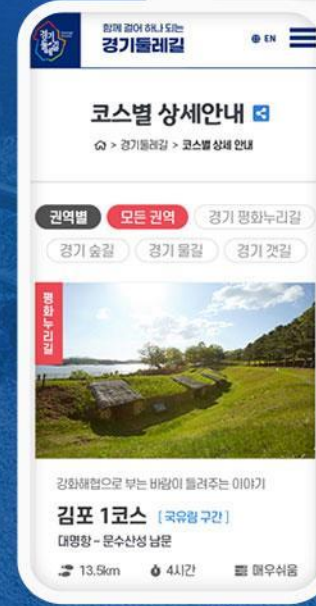 함께 걸어 하나 되는
경기둘레길
EN
코스별 상세안내
> 경기둘레길 > 코스별 상세 안내
권역별 모든 권역 경기 평화누리길
경기 숲길 경기 물길 경기 갯길
평화누리길
강화해협으로 부는 바람이 들려주는 이야기
김포 1코스 [국유림 구간]
대명항 - 문수산성 남문
13.5km 4시간 매우쉬움